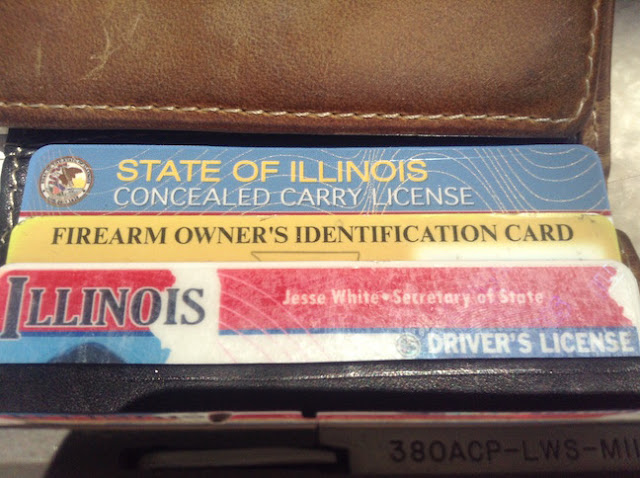 STATE OF ILLINOIS
CONCEALED CARRY LICENSE
FIREARM OWNER'S IDENTIFICATION CARD
ILLINOIS
Jesse White•Secretary of State
DRIVER'S LICENSE
380ACP-LWS-MII